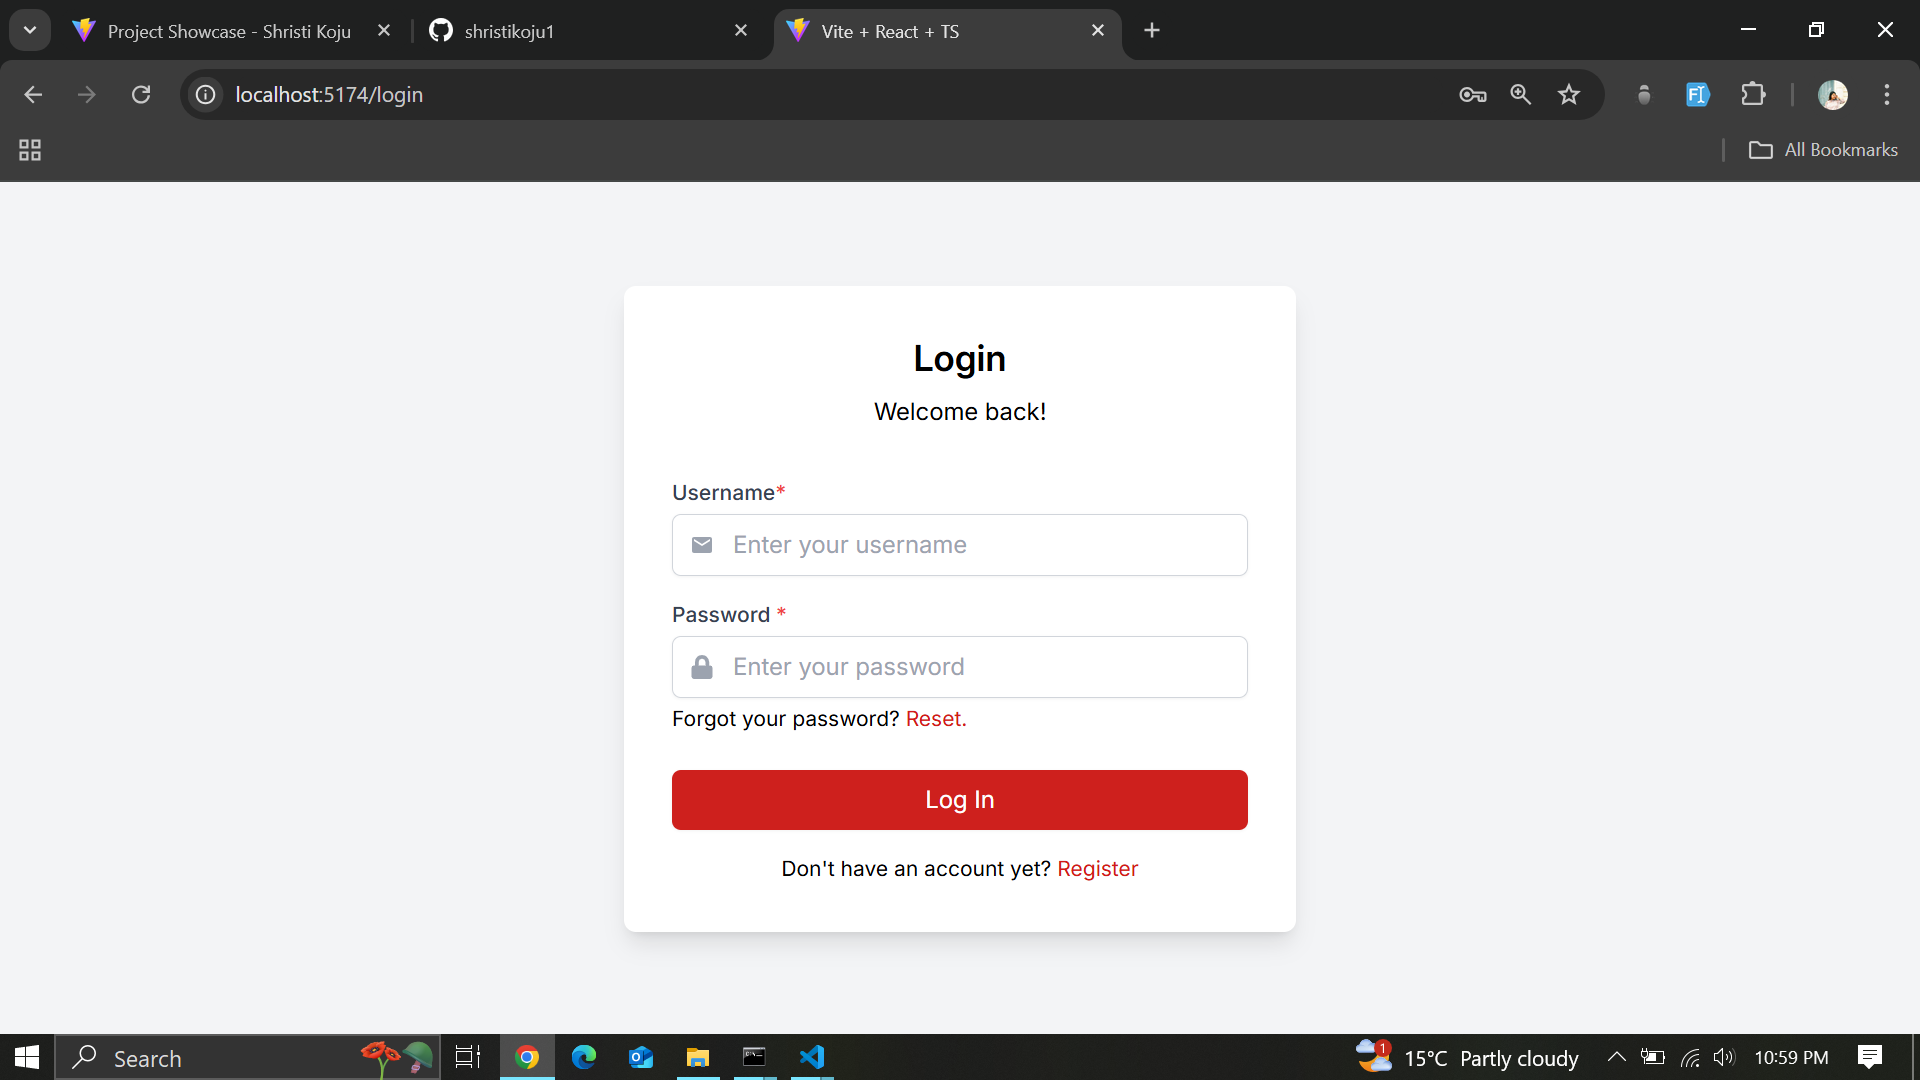 Project Showcase - Shristi Koju
shristikoju1
Vite + React + TS
localhost:5174/login
All Bookmarks
Login
Welcome back!
Username*
Enter your username
Password *
Enter your password
Forgot your password? Reset.
Log In
Don't have an account yet? Register
Search
1
15°C Partly cloudy
10:59 PM